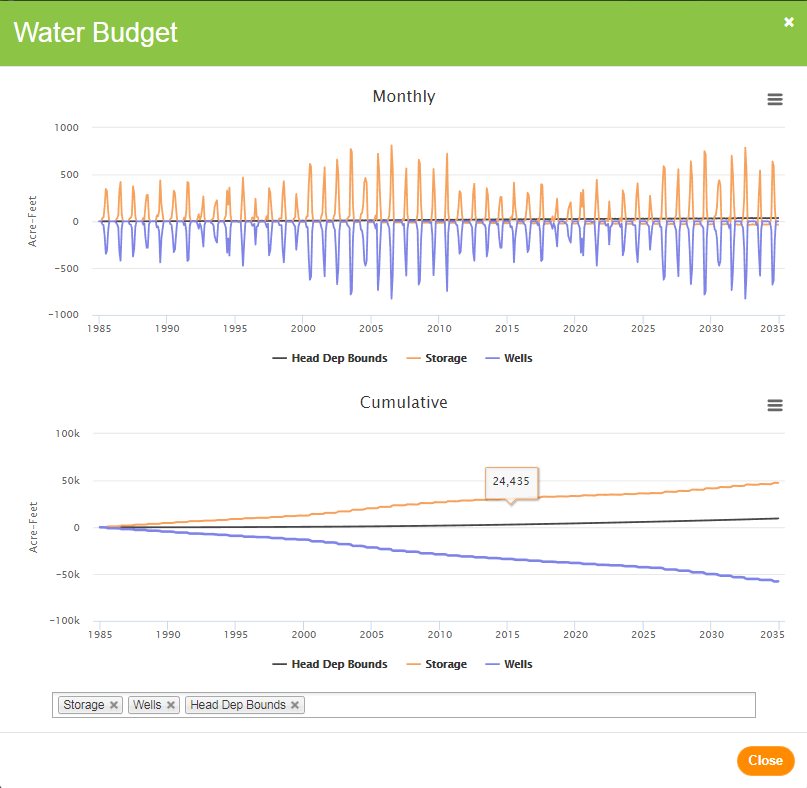 Water Budget ×
Monthly
1000
500
0
−500
−1000
Acre-Feet
1985 1990 1995 2000 2005 2010 2015 2020 2025 2030 2035
Head Dep Bounds Storage Wells
Cumulative
100k
50k
0
−50k
−100k
Acre-Feet
24,435
1985 1990 1995 2000 2005 2010 2015 2020 2025 2030 2035
Head Dep Bounds Storage Wells
Storage × Wells × Head Dep Bounds ×
Close